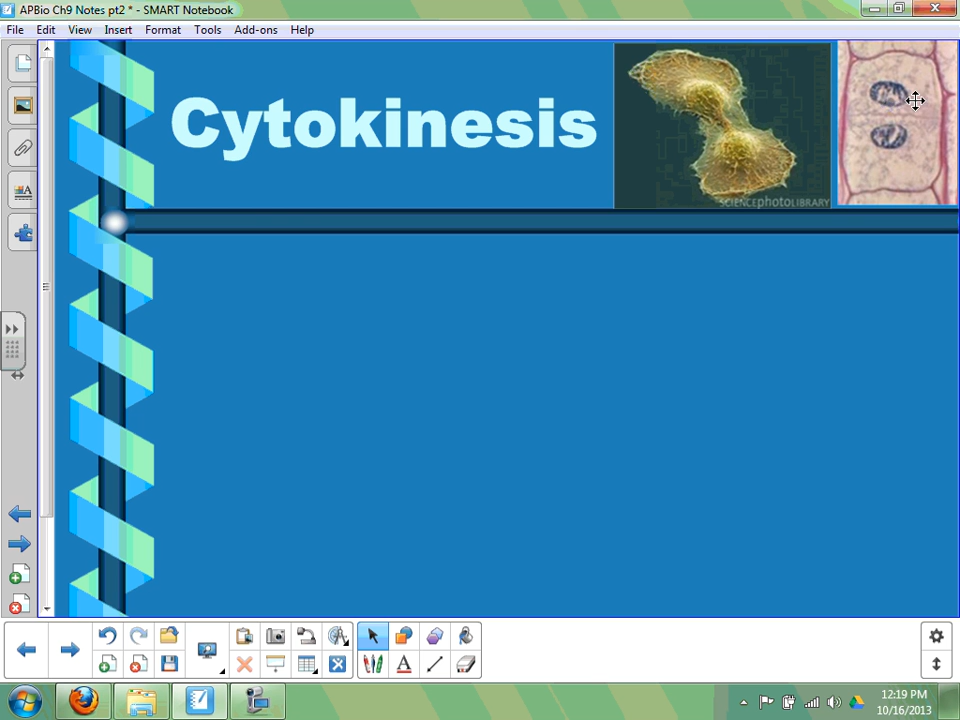 APBio Ch9 Notes pt2 * - SMART Notebook
File Edit View Insert Format Tools Add-ons Help
Cytokinesis
SCIENCEphotoLIBRARY
12:19 PM
10/16/2013